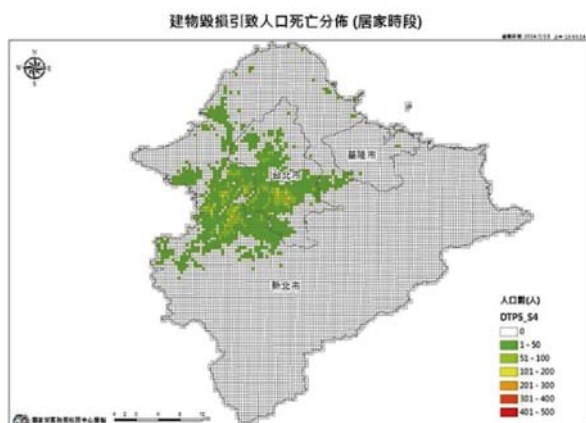 建物毀損引致人口死亡分佈 (居家時段)
N
台北市
基隆市
新北市
人口數(人)
DTPS_S4
0
1 - 50
51 - 100
101 - 200
201 - 300
301 - 400
401 - 500